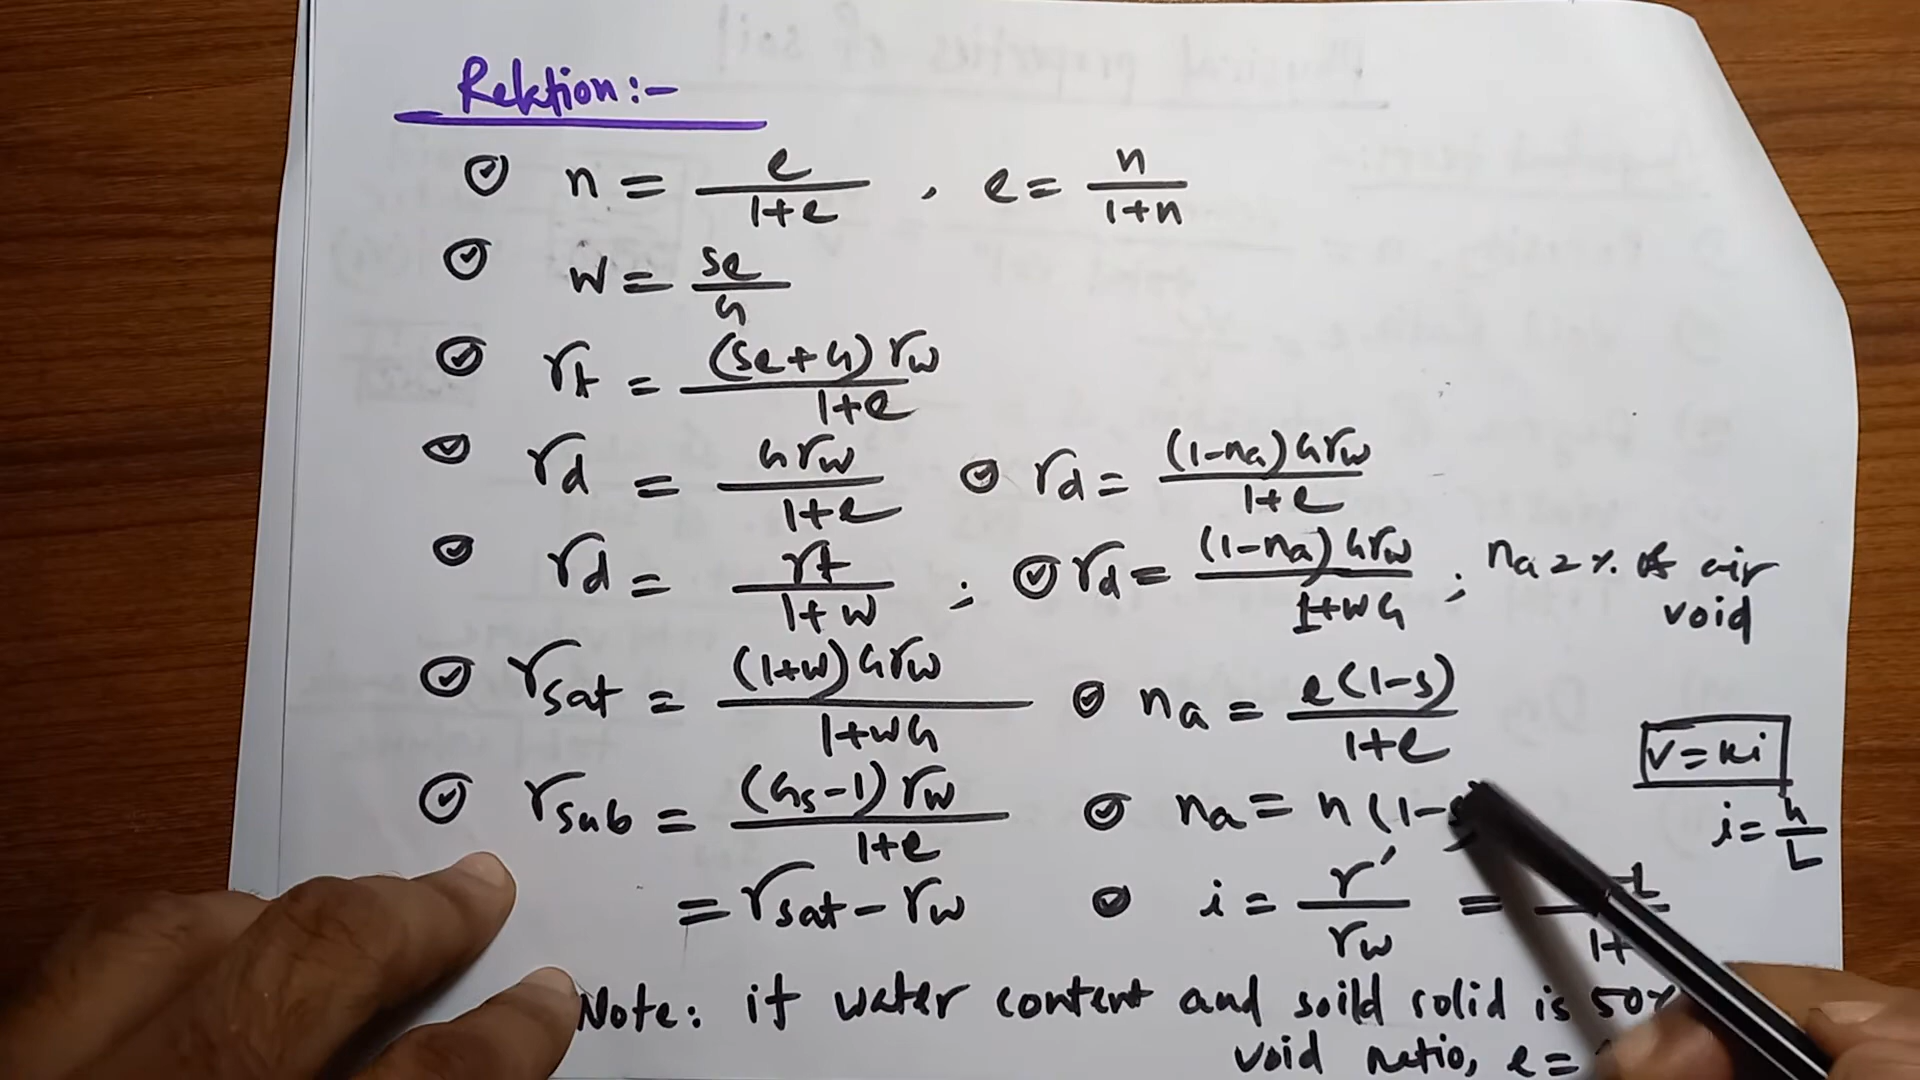 Relation:-
n = e/1+e , e = n/1+n
w = se/G
γt = (se+G)γw/1+e
γd = Gγw/1+e γd = (1-na)Gγw/1+e
γd = γt/1+w ; γd = (1-na)Gγw/1+wG ; na = % of air void
γsat = (1+w)Gγw/1+wG na = e(1-s)/1+e
v = ki
i = h/L
γsub = (Gs-1)γw/1+e na = n(1-s)
= γsat - γw i = γ'/γw =
Note: if water content and soild solid is 50%
void ratio, e =